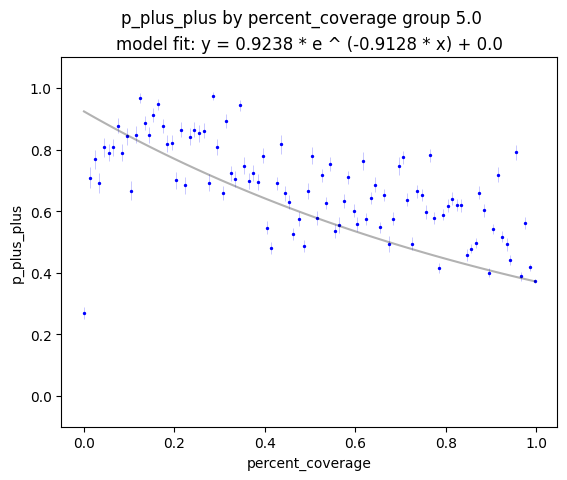 p_plus_plus by percent_coverage group 5.0
model fit: y = 0.9238 * e ^ (-0.9128 * x) + 0.0
1.0
0.8
0.6
0.4
0.2
0.0
p_plus_plus
0.0 0.2 0.4 0.6 0.8 1.0
percent_coverage